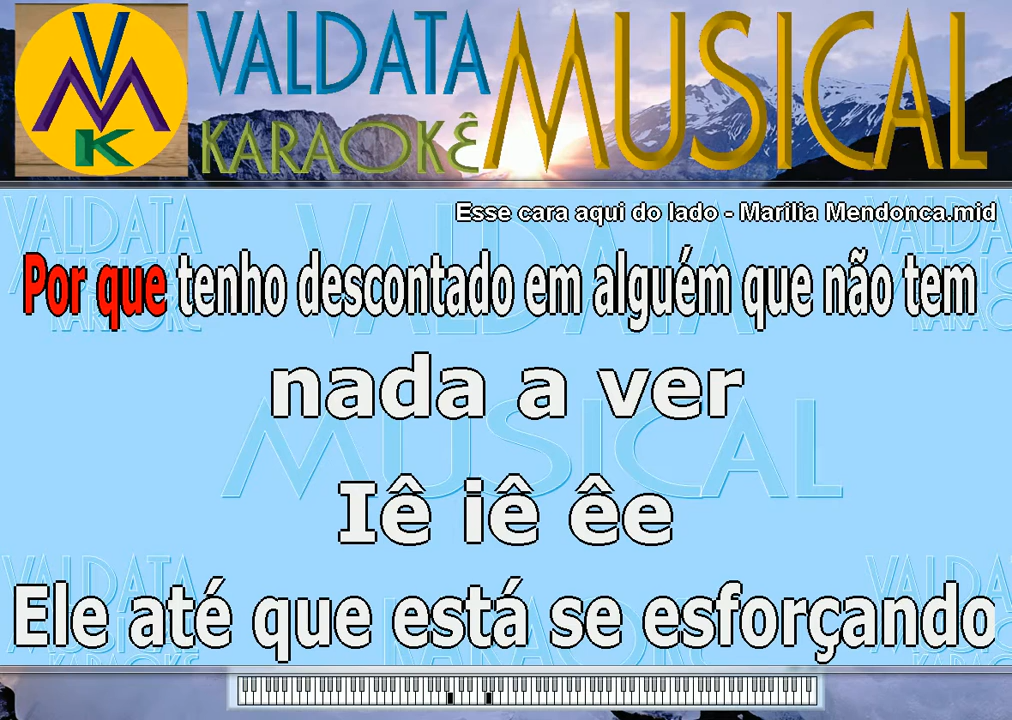 VMK
VALDATA MUSICAL
KARAOKÊ
Esse cara aqui do lado - Marilia Mendonca.mid
Por que tenho descontado em alguém que não tem
nada a ver
Iê iê êe
Ele até que está se esforçando